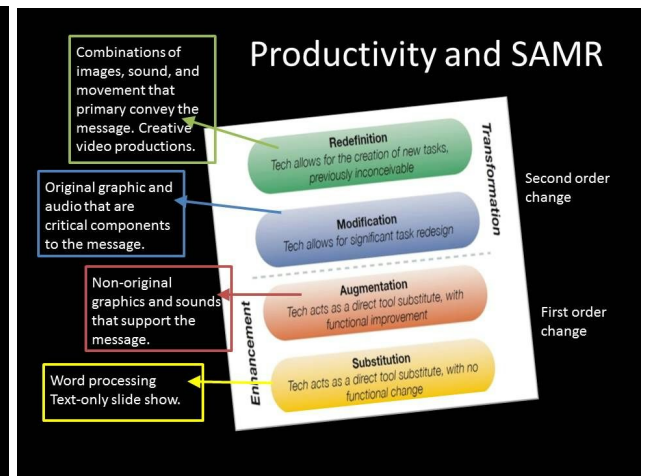 Productivity and SAMR
Combinations of
images, sound, and
movement that
primary convey the
message. Creative
video productions.
Redefinition
Tech allows for the creation of new tasks,
previously inconceivable
Transformation
Second order
change
Original graphic and
audio that are
critical components
to the message.
Modification
Tech allows for significant task redesign
Non-original
graphics and sounds
that support the
message.
Augmentation
Tech acts as a direct tool substitute, with
functional improvement
Enhancement
First order
change
Word processing
Text-only slide show.
Substitution
Tech acts as a direct tool substitute, with no
functional change